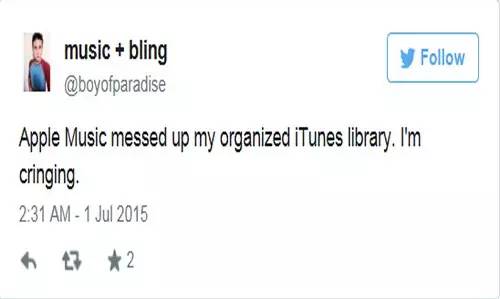 music + bling
Follow
@boyofparadise
Apple Music messed up my organized iTunes library. I'm
cringing.
2:31 AM - 1 Jul 2015
2